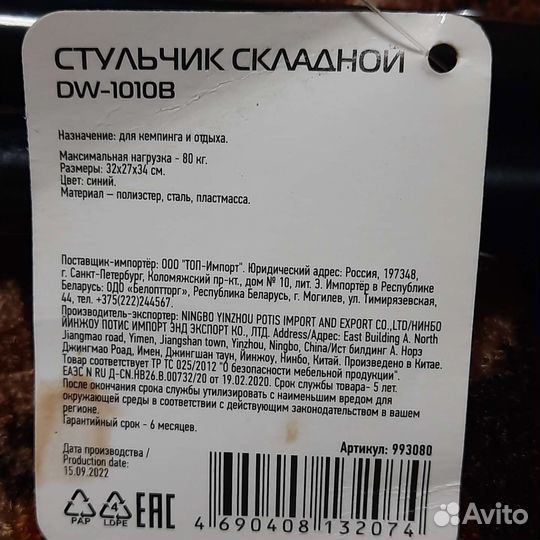 СТУЛЬЧИК СКЛАДНОЙ
DW-1010B
Назначение: для кемпинга и отдыха.
Максимальная нагрузка - 80 кг.
Размеры: 32х27х34 см.
Цвет: синий.
Материал – полиэстер, сталь, пластмасса.
Поставщик-импортёр: ООО "ТОП-Импорт". Юридический адрес: Россия, 197348,
г. Санкт-Петербург, Коломяжский пр-кт., дом № 10, лит. Э. Импортёр в Республике
Беларусь: ОДО «Белоптторг», Республика Беларусь, г. Могилев, ул. Тимирязевская,
44, тел. +375(222)244567.
Производитель-экспортер: NINGBO YINZHOU POTIS IMPORT AND EXPORT CO.,LTD/НИНБО
ЙИНЖОУ ПОТИС ИМПОРТ ЭНД ЭКСПОРТ КО., ЛТД. Address/Адрес: East Building A. North
Jiangmao road, Yimen, Jiangshan town, Yinzhou, Ningbo, China/Ист билдинг А. Норз
Джингмао Роад, Имен, Джингшан таун, Йинжоу, Нинбо, Китай. Произведено в Китае.
Товар соответствует ТР ТС 025/2012 "О безопасности мебельной продукции".
ЕАЭС N RU Д-CN.НВ26.В.00732/20 от 19.02.2020. Срок службы товара- 5 лет.
После окончания срока службы утилизировать с наименьшим вредом для
окружающей среды в соответствии с действующим законодательством в вашем
регионе.
Гарантийный срок - 6 месяцев.
Дата производства /
Production date:
15.09.2022
Артикул: 993080
PAP
4
LDPE
EAC
4 690408 132074
Avito